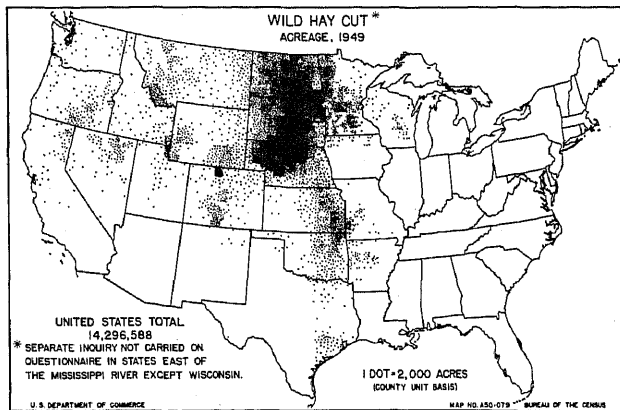 WILD HAY CUT *
ACREAGE, 1949
UNITED STATES TOTAL
14,296,588
* SEPARATE INQUIRY NOT CARRIED ON
QUESTIONNAIRE IN STATES EAST OF
THE MISSISSIPPI RIVER EXCEPT WISCONSIN.
1 DOT=2,000 ACRES
(COUNTY UNIT BASIS)
U. S. DEPARTMENT OF COMMERCE
MAP NO. A50-079
BUREAU OF THE CENSUS